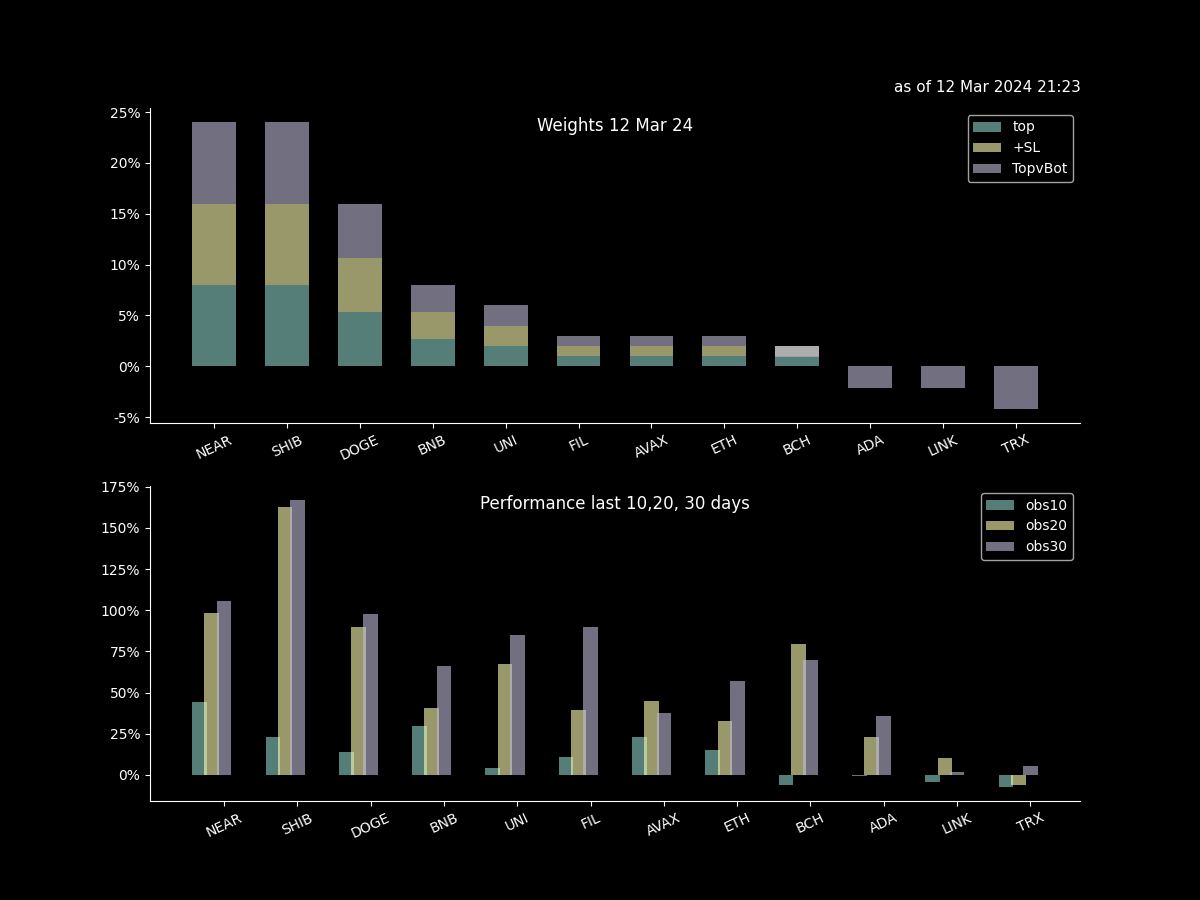 as of 12 Mar 2024 21:23
Weights 12 Mar 24
25%
20%
15%
10%
5%
0%
-5%
top
+SL
TopvBot
NEAR SHIB DOGE BNB UNI FIL AVAX ETH BCH ADA LINK TRX
Performance last 10,20, 30 days
175%
150%
125%
100%
75%
50%
25%
0%
obs10
obs20
obs30
NEAR SHIB DOGE BNB UNI FIL AVAX ETH BCH ADA LINK TRX